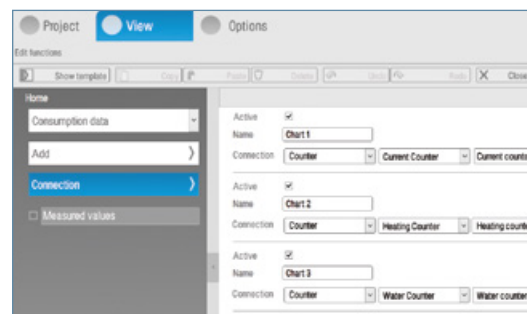 Project View Options
Edit functions
Show template Copy Paste Delete Undo Redo Close
Home
Consumption data
Add
Connection
Measured values
Active
Name Chart 1
Connection Counter Current Counter Current counte
Active
Name Chart 2
Connection Counter Heating Counter Heating counte
Active
Name Chart 3
Connection Counter Water Counter Water counter